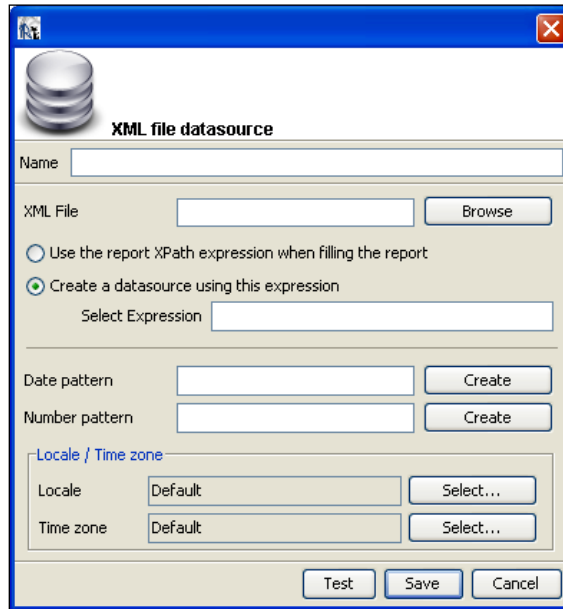 XML file datasource
Name
XML File Browse
Use the report XPath expression when filling the report
Create a datasource using this expression
Select Expression
Date pattern Create
Number pattern Create
Locale / Time zone
Locale Default Select...
Time zone Default Select...
Test Save Cancel